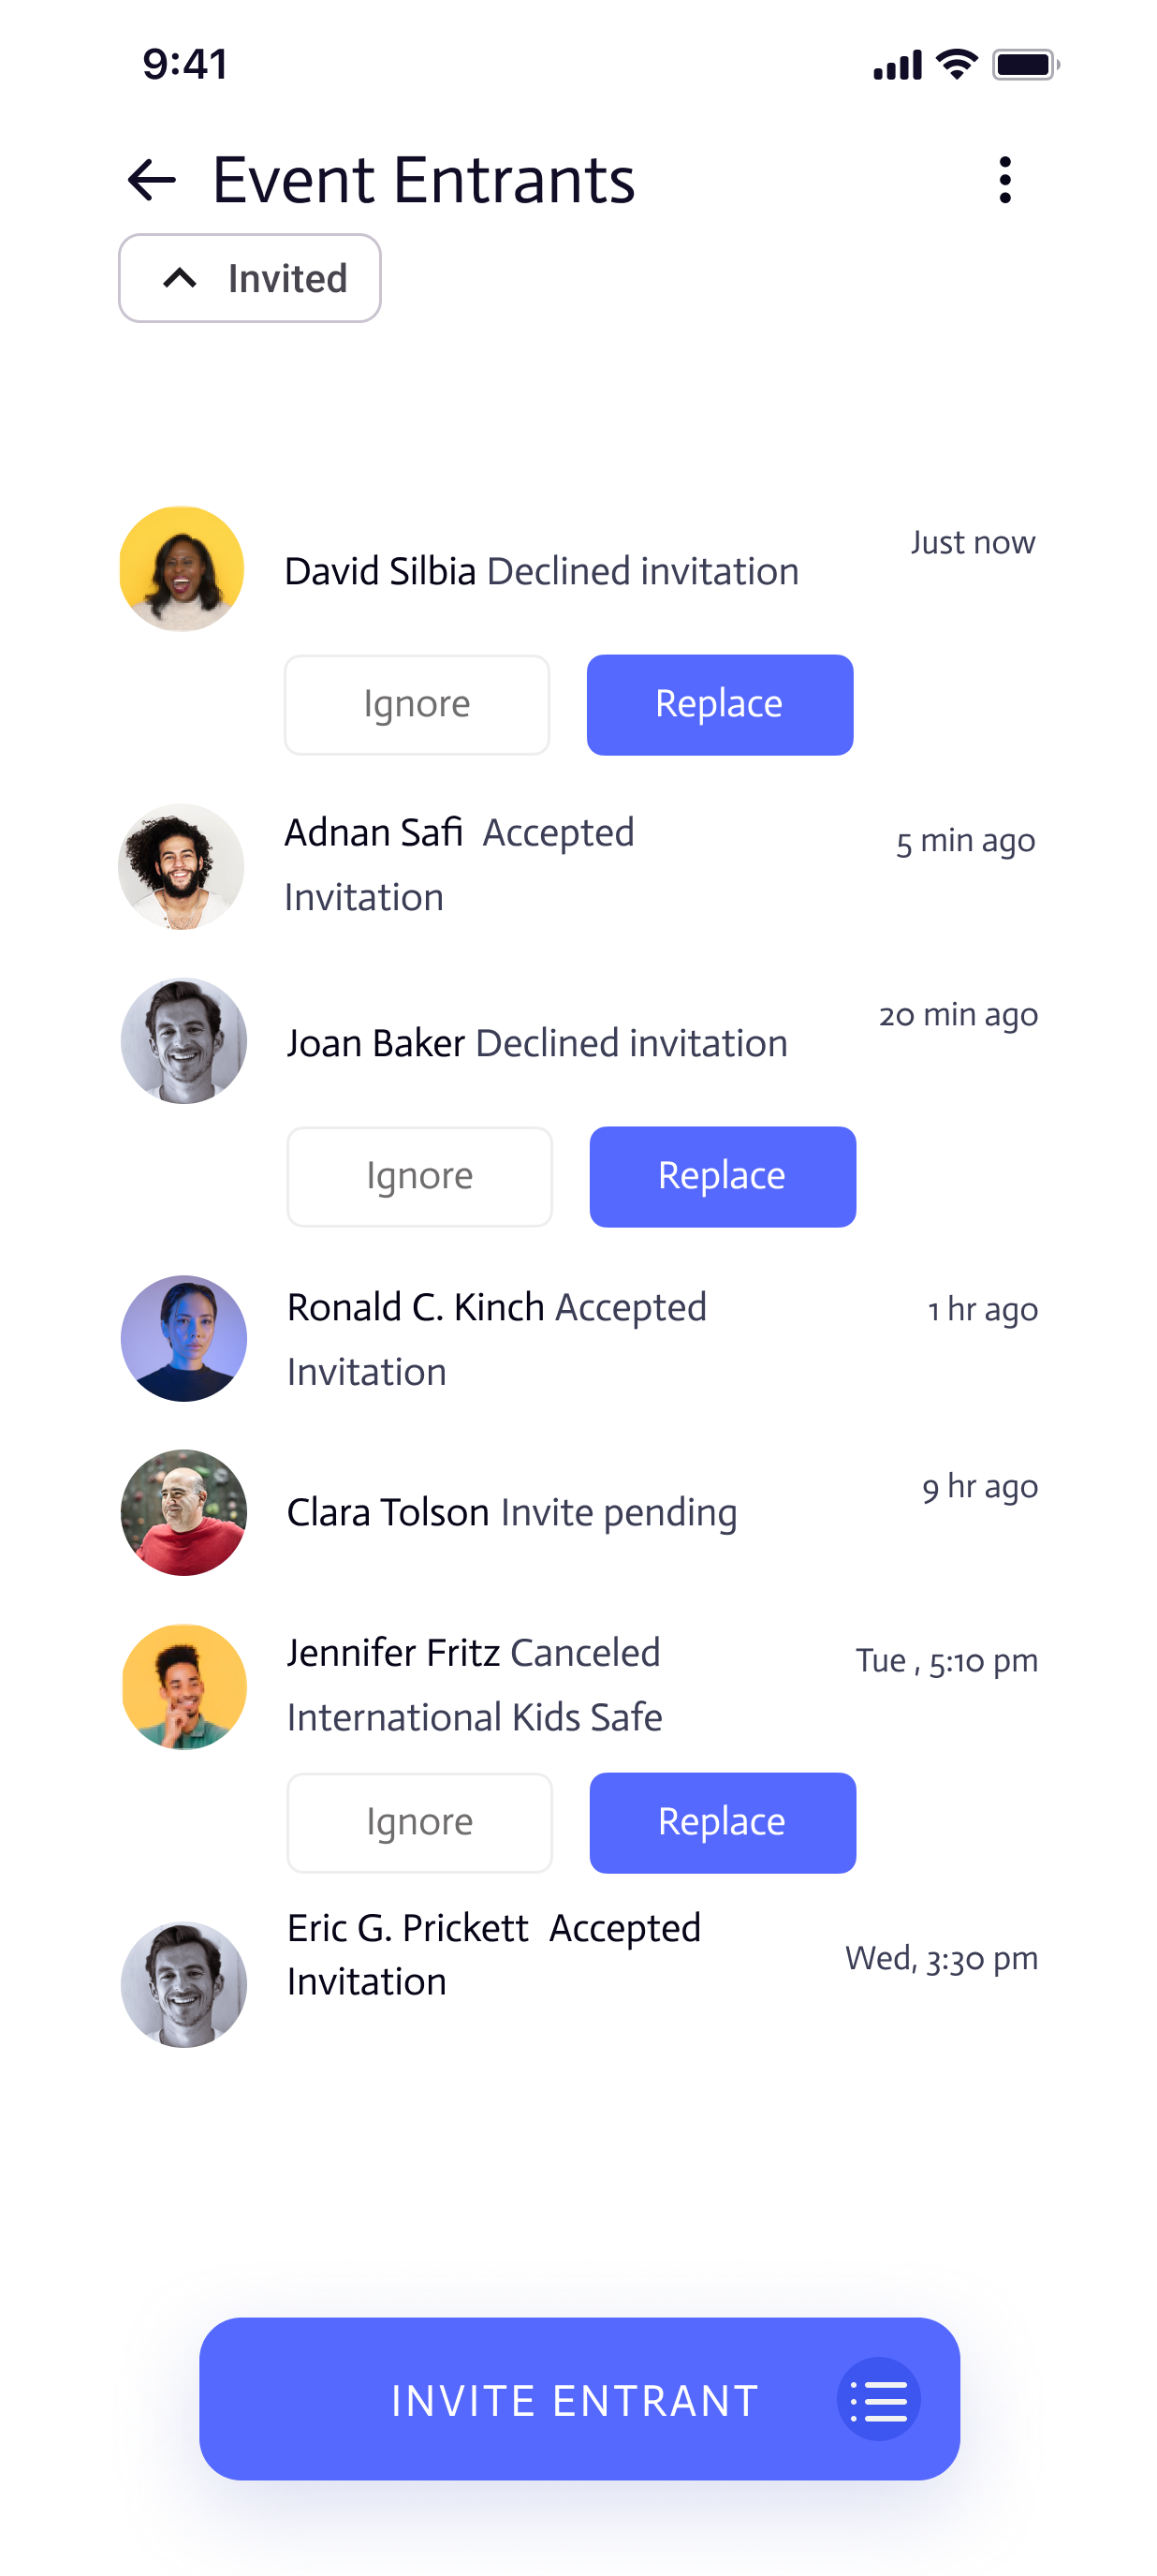 9:41
Event Entrants
Invited
Just now
David Silbia Declined invitation
Ignore Replace
Adnan Safi Accepted
5 min ago
Invitation
20 min ago
Joan Baker Declined invitation
Ignore Replace
Ronald C. Kinch Accepted
1 hr ago
Invitation
9 hr ago
Clara Tolson Invite pending
Jennifer Fritz Canceled
Tue , 5:10 pm
International Kids Safe
Ignore Replace
Eric G. Prickett Accepted
Wed, 3:30 pm
Invitation
INVITE ENTRANT